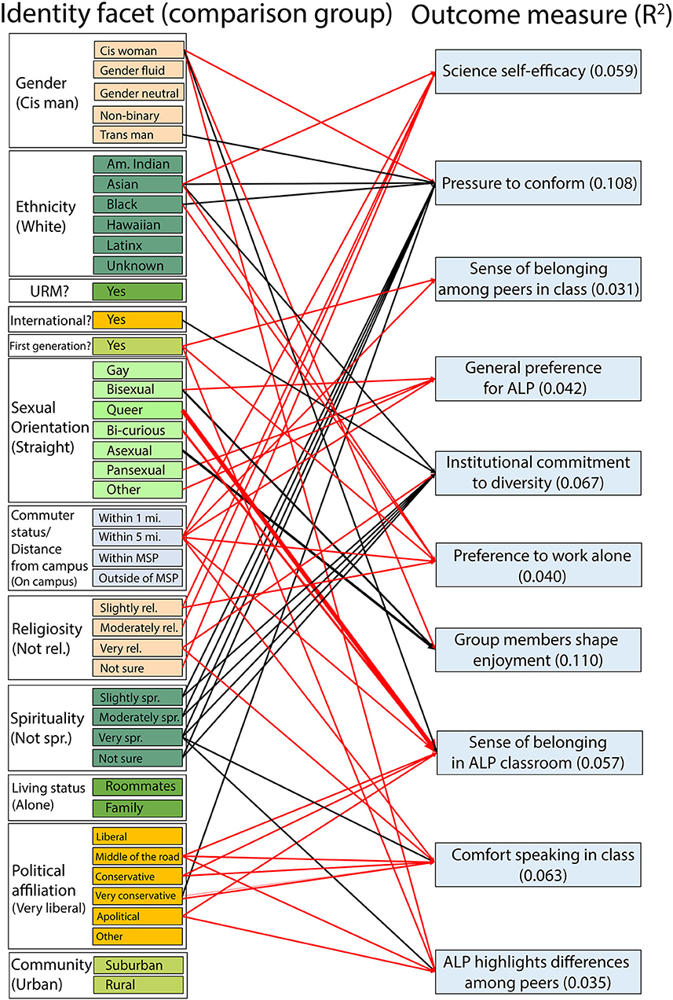 Identity facet (comparison group)
Outcome measure (R²)
Gender
(Cis man)
Cis woman
Gender fluid
Gender neutral
Non-binary
Trans man
Ethnicity
(White)
Am. Indian
Asian
Black
Hawaiian
Latinx
Unknown
URM?
Yes
International?
Yes
First generation?
Yes
Sexual
Orientation
(Straight)
Gay
Bisexual
Queer
Bi-curious
Asexual
Pansexual
Other
Commuter
status/
Distance
from campus
(On campus)
Within 1 mi.
Within 5 mi.
Within MSP
Outside of MSP
Religiosity
(Not rel.)
Slightly rel.
Moderately rel.
Very rel.
Not sure
Spirituality
(Not spr.)
Slightly spr.
Moderately spr.
Very spr.
Not sure
Living status
(Alone)
Roommates
Family
Political
affiliation
(Very liberal)
Liberal
Middle of the road
Conservative
Very conservative
Apolitical
Other
Community
(Urban)
Suburban
Rural
Science self-efficacy (0.059)
Pressure to conform (0.108)
Sense of belonging
among peers in class (0.031)
General preference
for ALP (0.042)
Institutional commitment
to diversity (0.067)
Preference to work alone
(0.040)
Group members shape
enjoyment (0.110)
Sense of belonging
in ALP classroom (0.057)
Comfort speaking in class
(0.063)
ALP highlights differences
among peers (0.035)